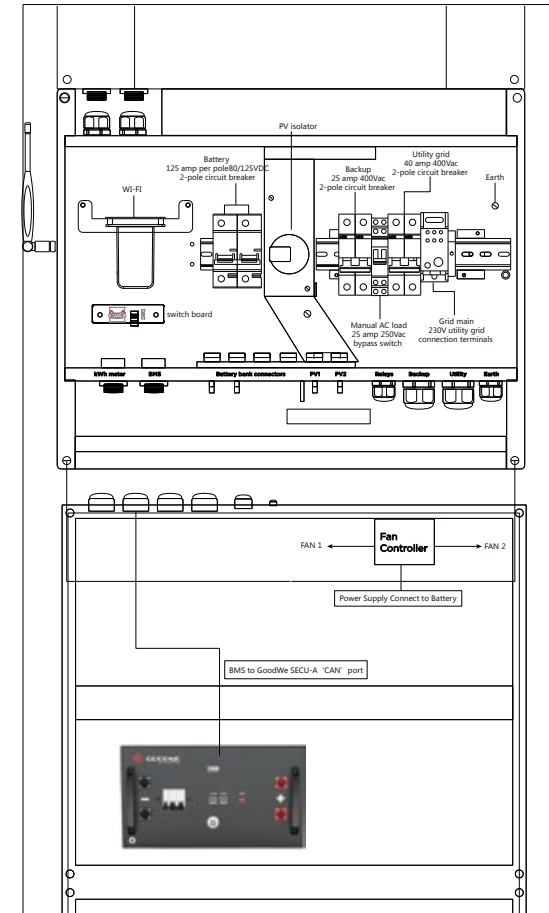 PV isolator
Battery
125 amp per pole80/125VDC
2-pole circuit breaker
Utility grid
40 amp 400Vac
2-pole circuit breaker
Backup
25 amp 400Vac
2-pole circuit breaker
Earth
WI-FI
switch board
Manual AC load
25 amp 250Vac
bypass switch
Grid main
230V utility grid
connection terminals
kWh meter
BMS
Bettery bank connectors
PV1
PV2
Relays
Backup
Utility
Earth
FAN 1
Fan
Controller
FAN 2
Power Supply Connect to Battery
BMS to GoodWe SECU-A‘CAN’port